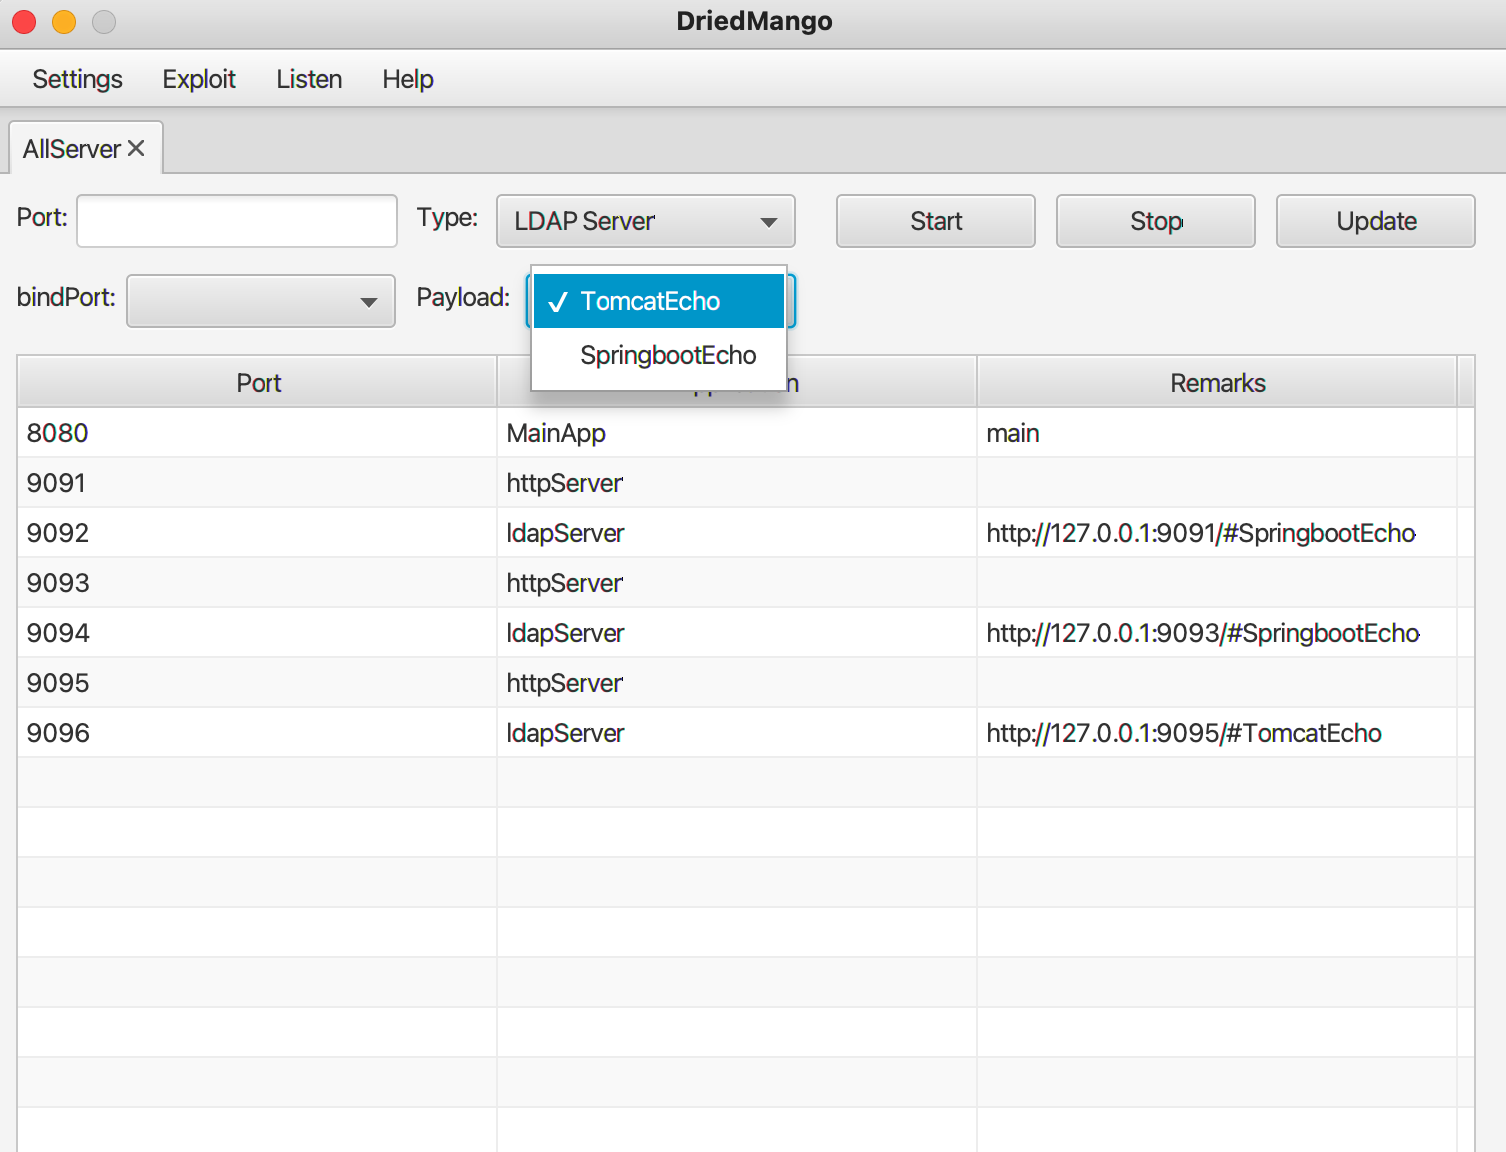 DriedMango
Settings Exploit Listen Help
AllServer
Port: Type: LDAP Server Start Stop Update
bindPort: Payload: TomcatEcho
SpringbootEcho
Port Remarks
8080 MainApp main
9091 httpServer
9092 ldapServer http://127.0.0.1:9091/#SpringbootEcho
9093 httpServer
9094 ldapServer http://127.0.0.1:9093/#SpringbootEcho
9095 httpServer
9096 ldapServer http://127.0.0.1:9095/#TomcatEcho